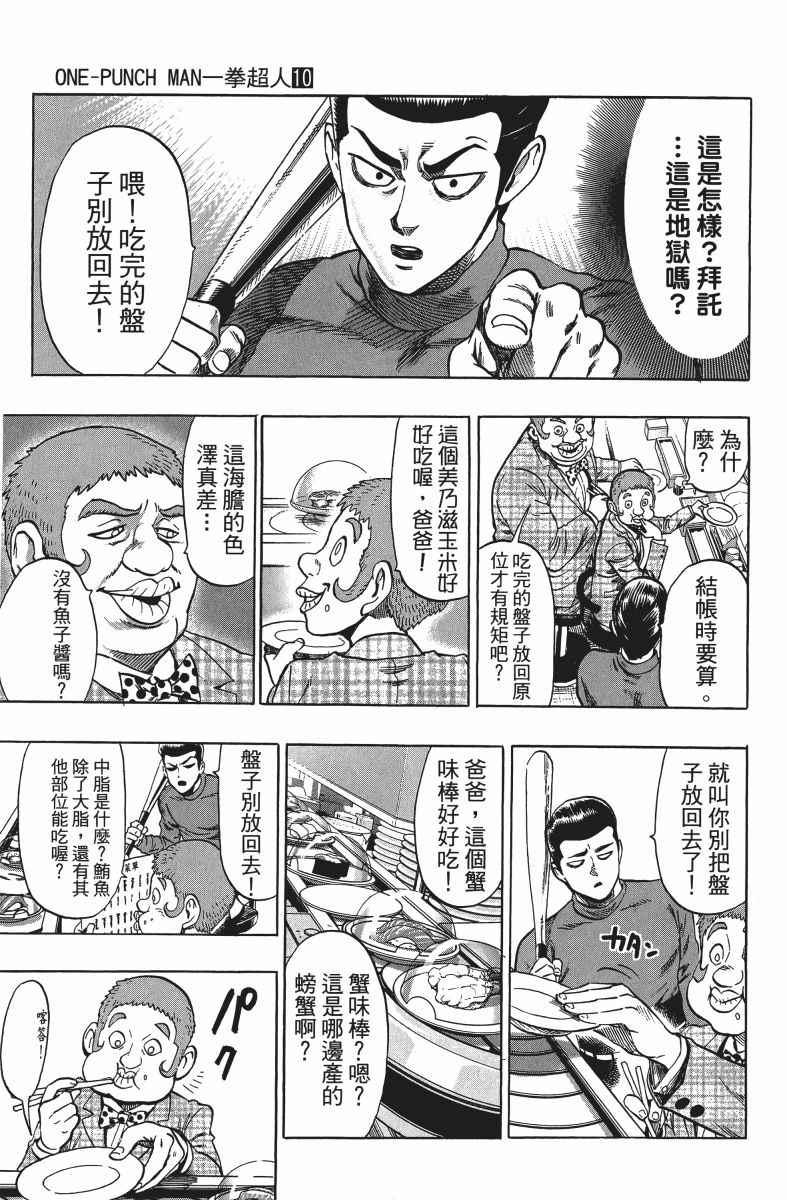 ONE-PUNCH MAN一拳超人10
這是怎樣？拜託
…這是地獄嗎？
喂！吃完的盤
子別放回去！
為什
麼？
結帳時要算。
吃完的盤子放回原
位才有規矩吧？
這個美乃滋玉米好
好吃喔，爸爸！
這海膽的色
澤真差…
沒有魚子醬嗎？
就叫你別把盤
子放回去了！
カタン
爸爸，這個蟹
味棒好好吃！
蟹味棒？嗯？
這是哪邊產的
螃蟹啊？
盤子別放回去！
中脂是什麼？鮪魚
除了大脂，還有其
他部位能吃喔？
菜單
パク
喀答！